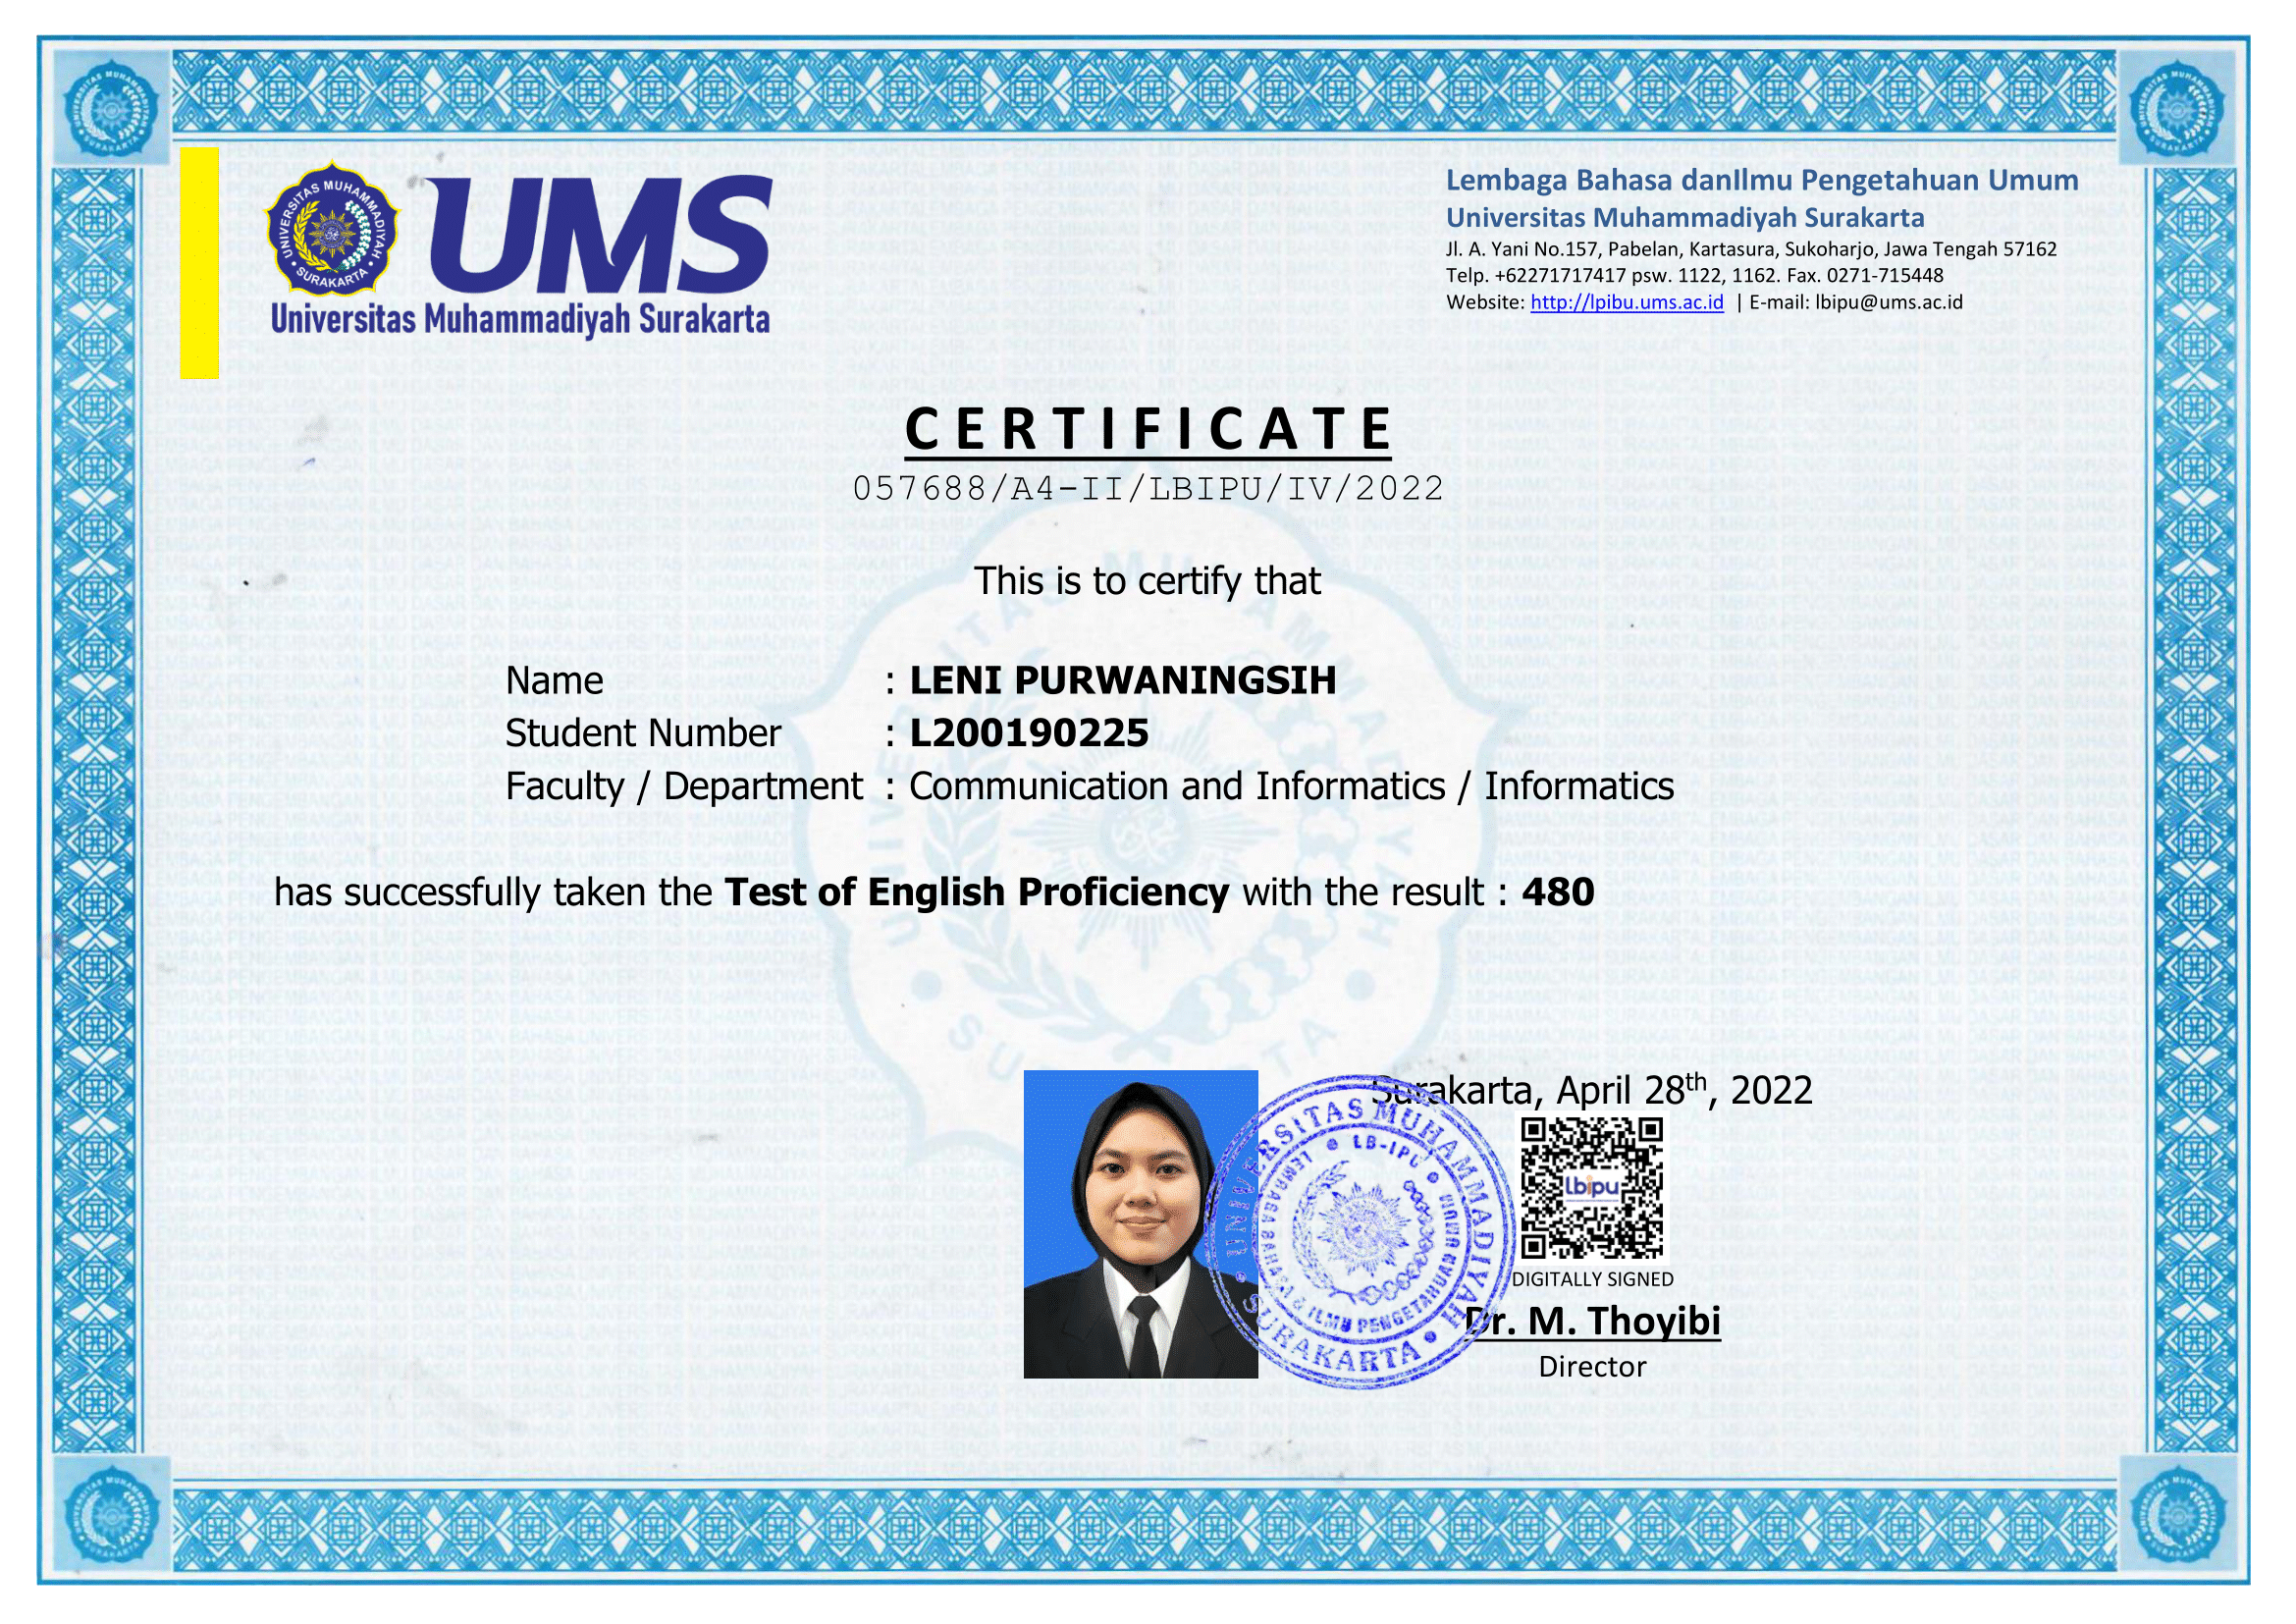 UNIVERSITAS MUHAMMADIYAH SURAKARTA
UMS
Universitas Muhammadiyah Surakarta
Lembaga Bahasa danIlmu Pengetahuan Umum
Universitas Muhammadiyah Surakarta
Jl. A. Yani No.157, Pabelan, Kartasura, Sukoharjo, Jawa Tengah 57162
Telp. +62271717417 psw. 1122, 1162. Fax. 0271-715448
Website: http://lpibu.ums.ac.id | E-mail: lbipu@ums.ac.id
CERTIFICATE
057688/A4-II/LBIPU/IV/2022
This is to certify that
Name : LENI PURWANINGSIH
Student Number : L200190225
Faculty / Department : Communication and Informatics / Informatics
has successfully taken the Test of English Proficiency with the result : 480
Surakarta, April 28th, 2022
UNIVERSITAS MUHAMMADIYAH SURAKARTA
LB-IPU
LEMBAGA BAHASA & ILMU PENGETAHUAN UMUM
lbipu
DIGITALLY SIGNED
Dr. M. Thoyibi
Director